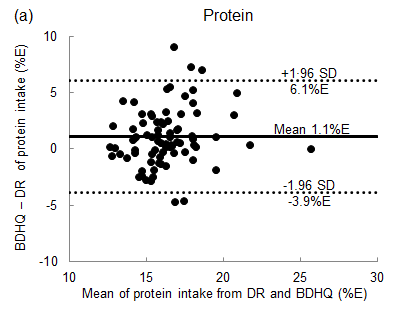 (a)
Protein
BDHQ – DR of protein intake (%E)
10
5
0
-5
-10
+1·96 SD
6.1%E
Mean 1.1%E
-1.96 SD
-3.9%E
10 15 20 25 30
Mean of protein intake from DR and BDHQ (%E)